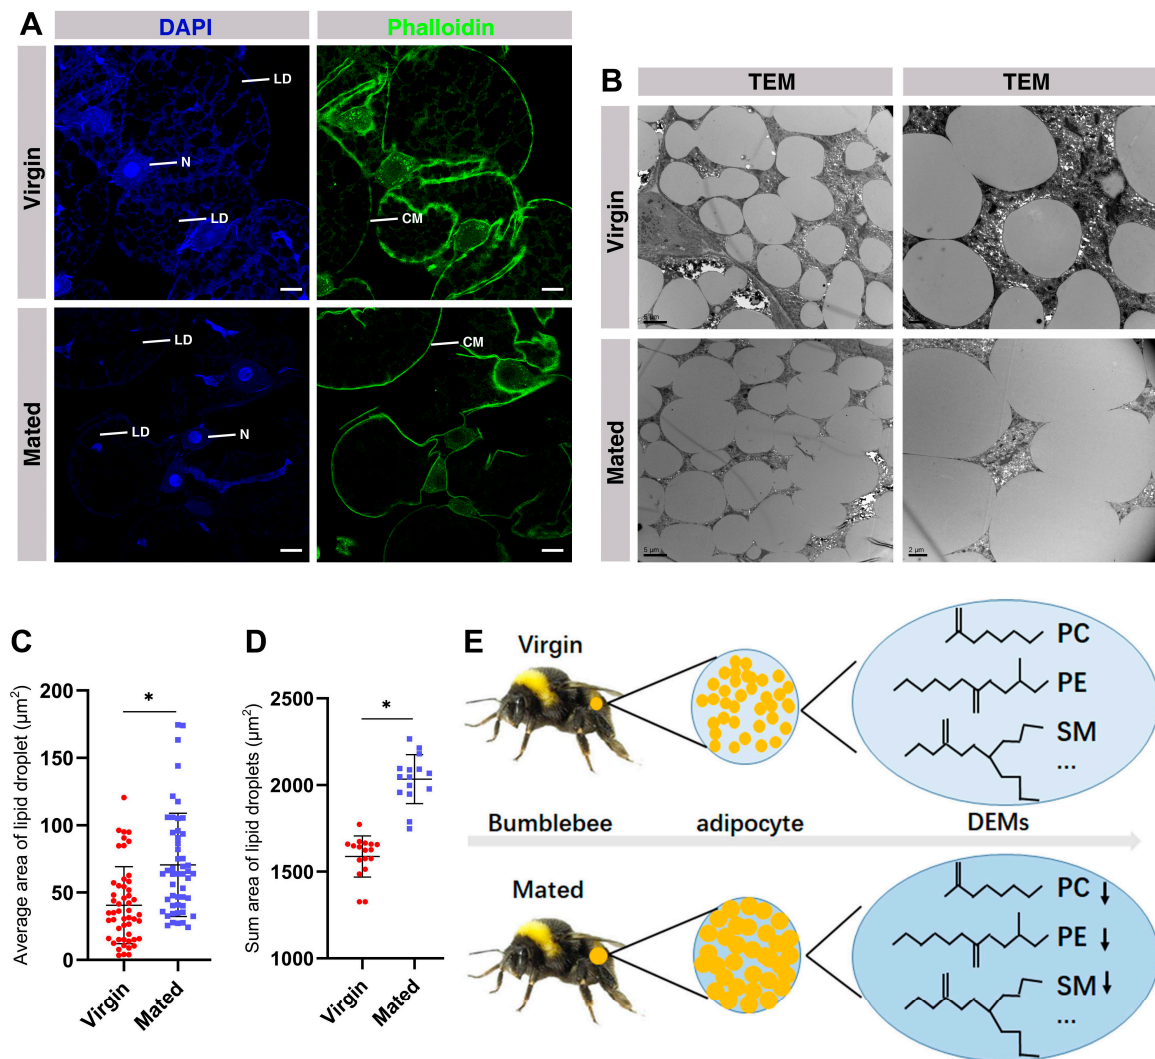 A
DAPI
Phalloidin
Virgin
LD
N
LD
CM
Mated
LD
LD
N
CM
B
TEM
TEM
Virgin
5 µm
Mated
5 µm
2 µm
C
Average area of lipid droplet (µm²)
200
150
100
50
0
*
Virgin
Mated
D
Sum area of lipid droplets (µm²)
2500
2000
1500
1000
*
Virgin
Mated
E
Virgin
PC
PE
SM
...
Bumblebee
adipocyte
DEMs
Mated
PC ↓
PE ↓
SM ↓
...